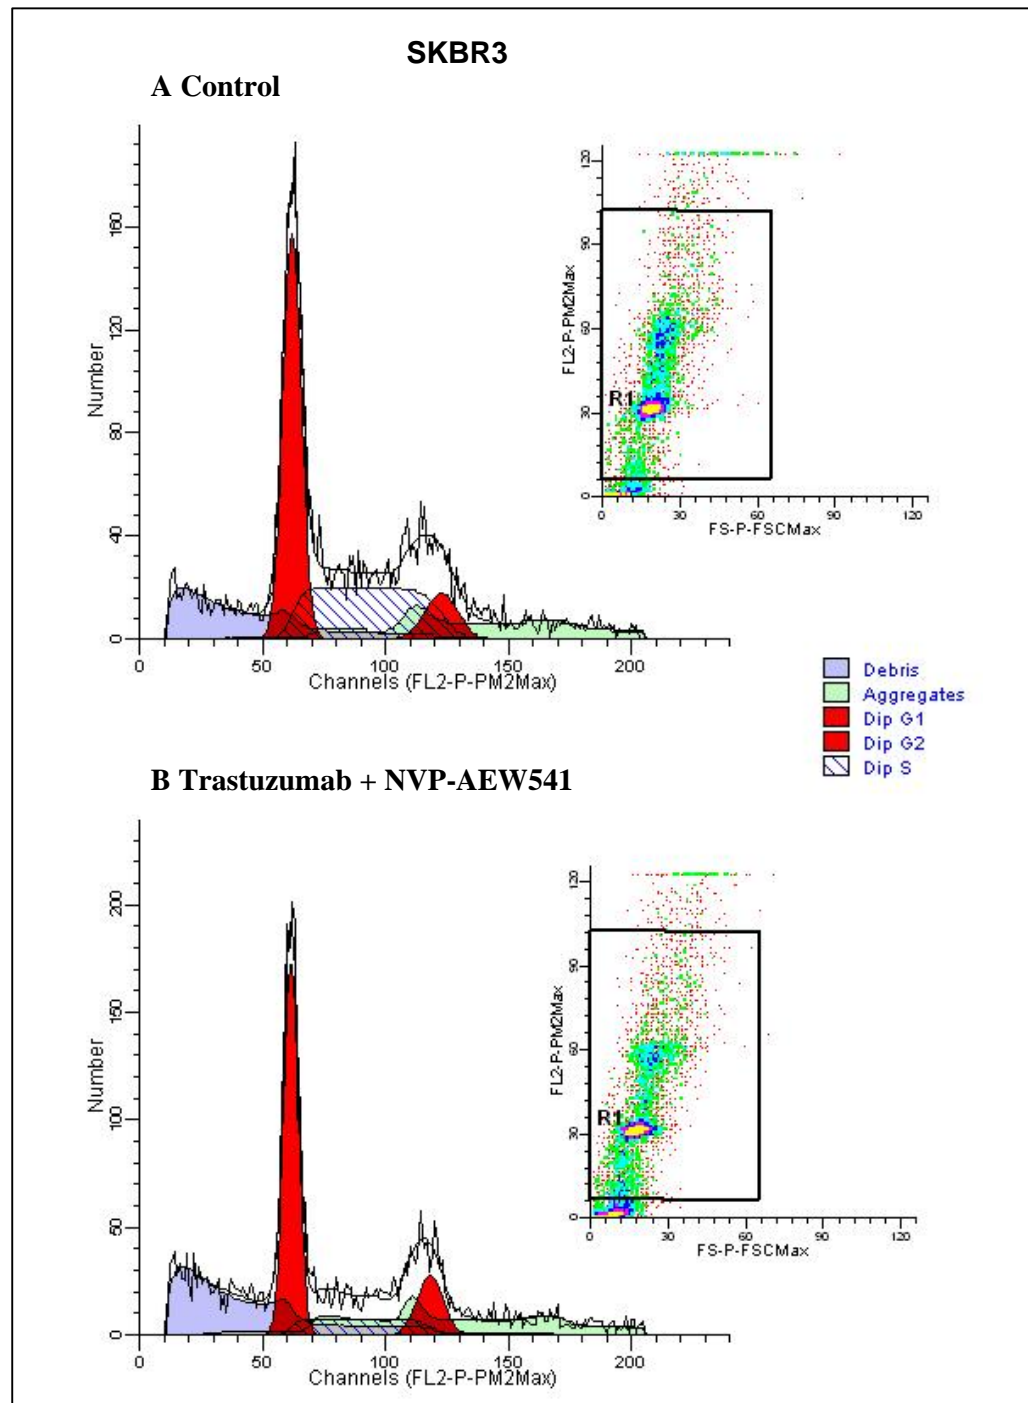 SKBR3
A Control
Number
160
120
80
40
0
0 50 100 150 200
Channels (FL2-P-PM2Max)
FL2-P-PM2Max
120
90
60
30
0
R1
0 30 60 90 120
FS-P-FSCMax
Debris
Aggregates
Dip G1
Dip G2
Dip S
B Trastuzumab + NVP-AEW541
Number
200
150
100
50
0
0 50 100 150 200
Channels (FL2-P-PM2Max)
FL2-P-PM2Max
120
90
60
30
0
R1
0 30 60 90 120
FS-P-FSCMax